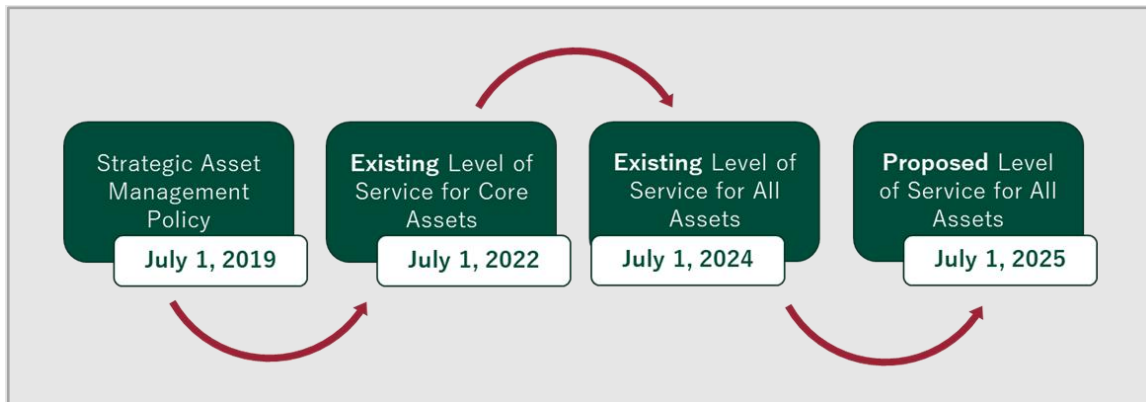 Strategic Asset
Management
Policy
July 1, 2019
Existing Level of
Service for Core
Assets
July 1, 2022
Existing Level of
Service for All
Assets
July 1, 2024
Proposed Level
of Service for All
Assets
July 1, 2025